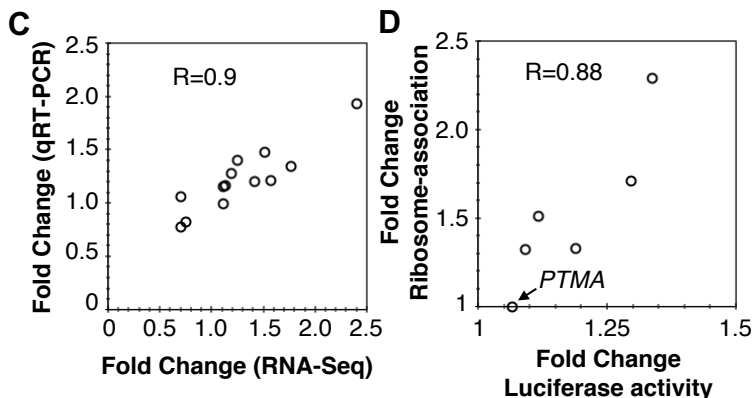 C
Fold Change (qRT-PCR)
2.5
2.0
1.5
1.0
0.5
0
R=0.9
0
0.5
1.0
1.5
2.0
2.5
Fold Change (RNA-Seq)
D
Fold Change
Ribosome-association
2.5
2.0
1.5
1
R=0.88
PTMA
1
1.25
1.5
Fold Change
Luciferase activity